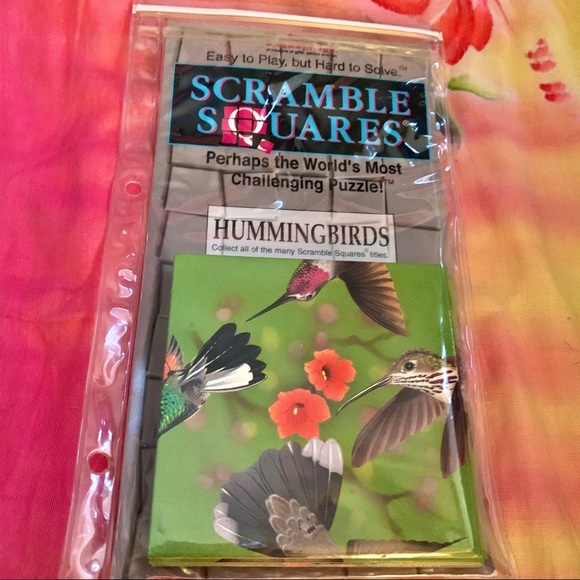 Easy to Play, but Hard to Solve.™
SCRAMBLE
SQUARES®
Perhaps the World's Most
Challenging Puzzle!™
HUMMINGBIRDS
Collect all of the many Scramble Squares® titles.